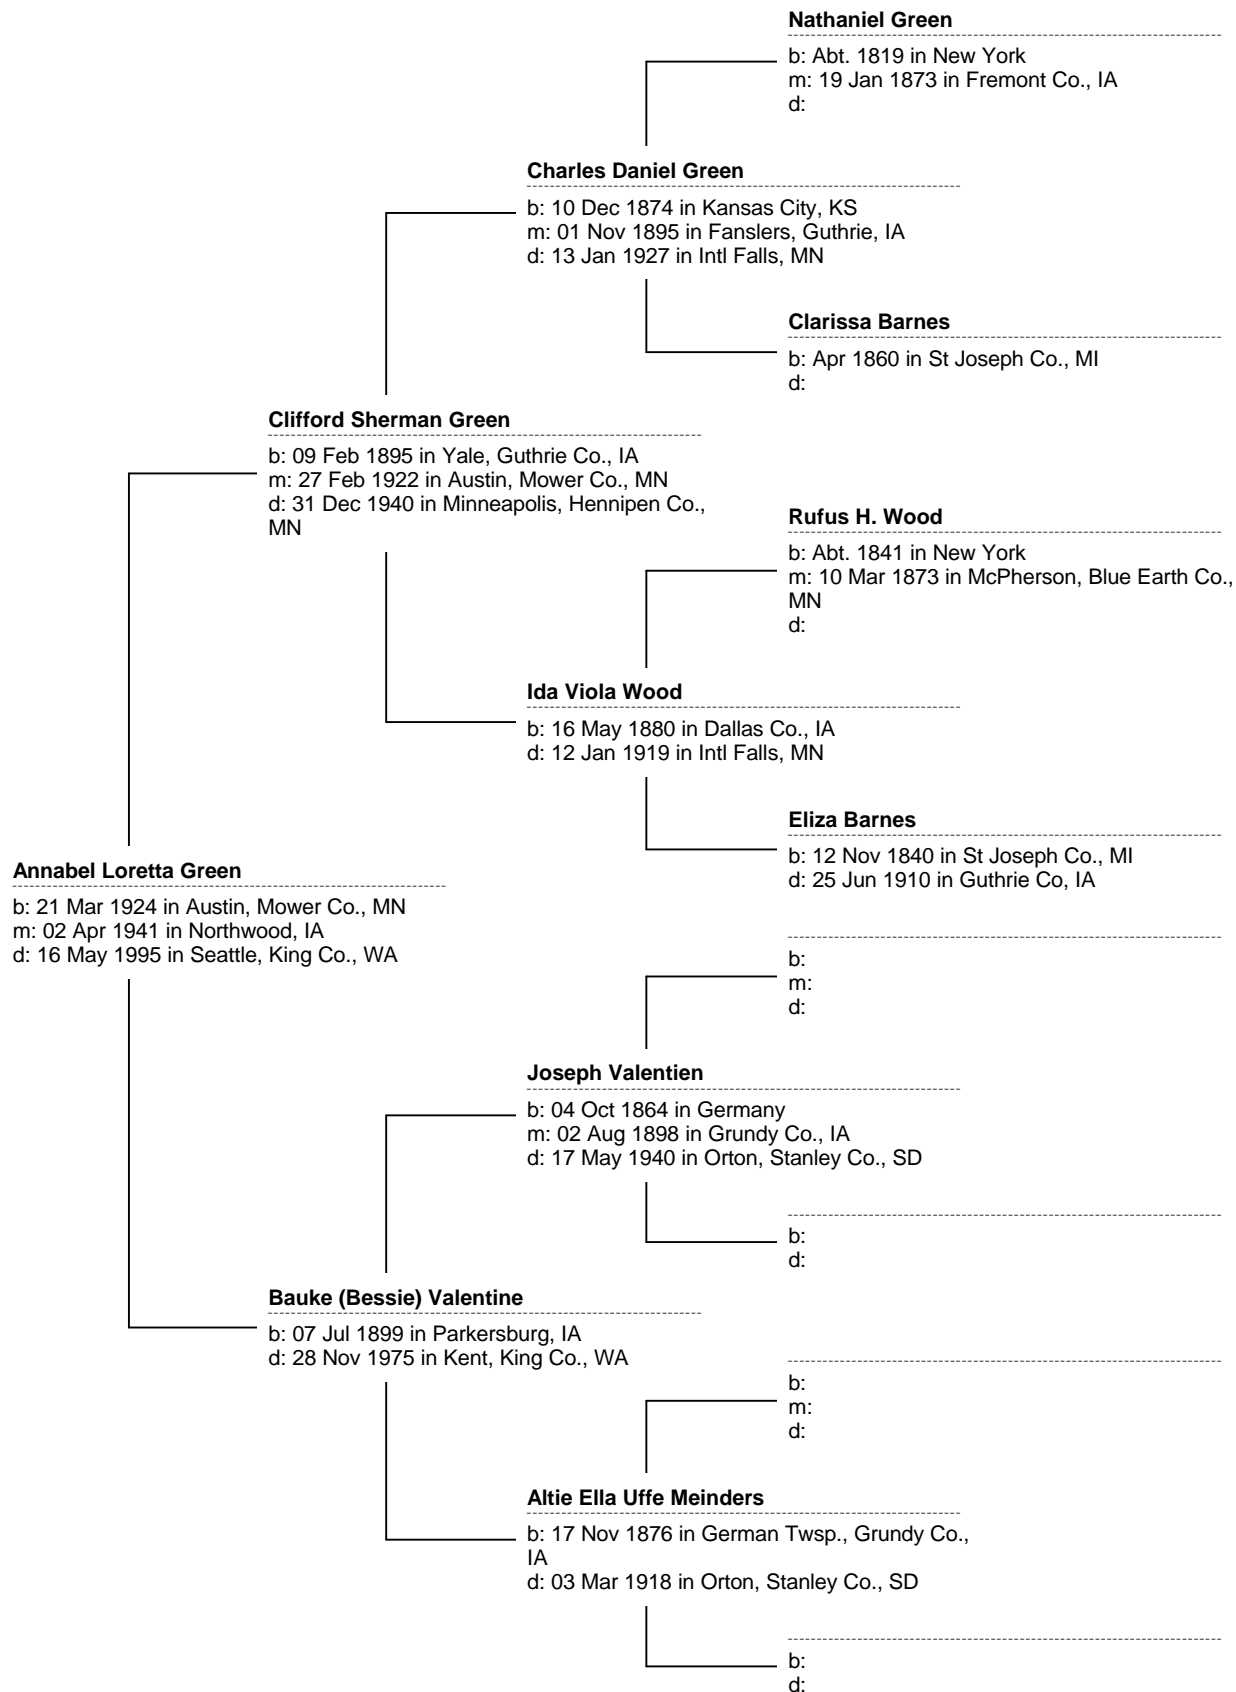 Nathaniel Green
b: Abt. 1819 in New York
m: 19 Jan 1873 in Fremont Co., IA
d:
Charles Daniel Green
b: 10 Dec 1874 in Kansas City, KS
m: 01 Nov 1895 in Fanslers, Guthrie, IA
d: 13 Jan 1927 in Intl Falls, MN
Clarissa Barnes
b: Apr 1860 in St Joseph Co., MI
d:
Clifford Sherman Green
b: 09 Feb 1895 in Yale, Guthrie Co., IA
m: 27 Feb 1922 in Austin, Mower Co., MN
d: 31 Dec 1940 in Minneapolis, Hennipen Co.,
MN
Rufus H. Wood
b: Abt. 1841 in New York
m: 10 Mar 1873 in McPherson, Blue Earth Co.,
MN
d:
Ida Viola Wood
b: 16 May 1880 in Dallas Co., IA
d: 12 Jan 1919 in Intl Falls, MN
Eliza Barnes
b: 12 Nov 1840 in St Joseph Co., MI
d: 25 Jun 1910 in Guthrie Co, IA
Annabel Loretta Green
b: 21 Mar 1924 in Austin, Mower Co., MN
m: 02 Apr 1941 in Northwood, IA
d: 16 May 1995 in Seattle, King Co., WA
b:
m:
d:
Joseph Valentien
b: 04 Oct 1864 in Germany
m: 02 Aug 1898 in Grundy Co., IA
d: 17 May 1940 in Orton, Stanley Co., SD
b:
d:
Bauke (Bessie) Valentine
b: 07 Jul 1899 in Parkersburg, IA
d: 28 Nov 1975 in Kent, King Co., WA
b:
m:
d:
Altie Ella Uffe Meinders
b: 17 Nov 1876 in German Twsp., Grundy Co.,
IA
d: 03 Mar 1918 in Orton, Stanley Co., SD
b:
d: